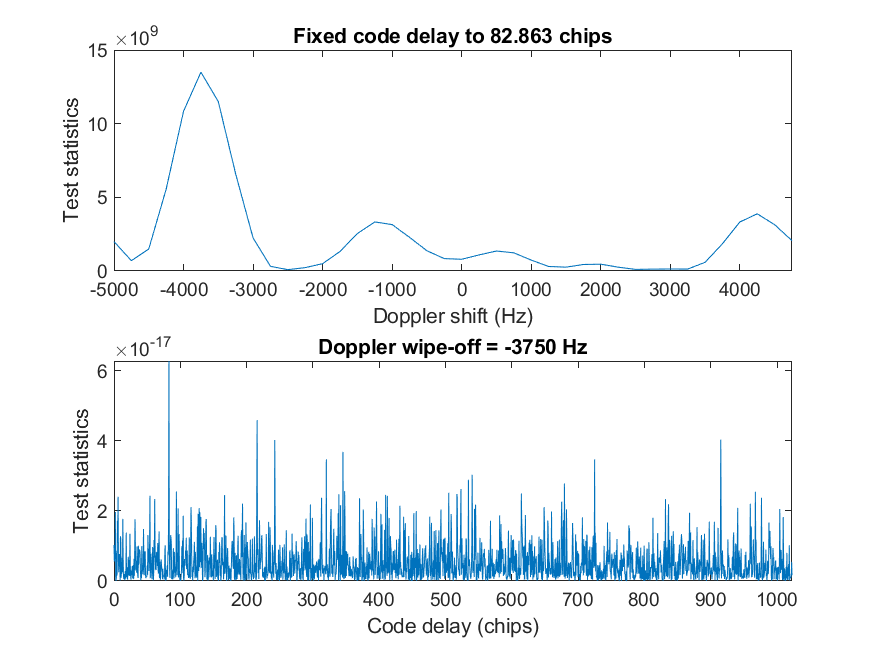 ×10⁹
Fixed code delay to 82.863 chips
15
10
5
0
Test statistics
-5000 -4000 -3000 -2000 -1000 0 1000 2000 3000 4000
Doppler shift (Hz)
×10⁻¹⁷
Doppler wipe-off = -3750 Hz
6
4
2
0
Test statistics
0 100 200 300 400 500 600 700 800 900 1000
Code delay (chips)